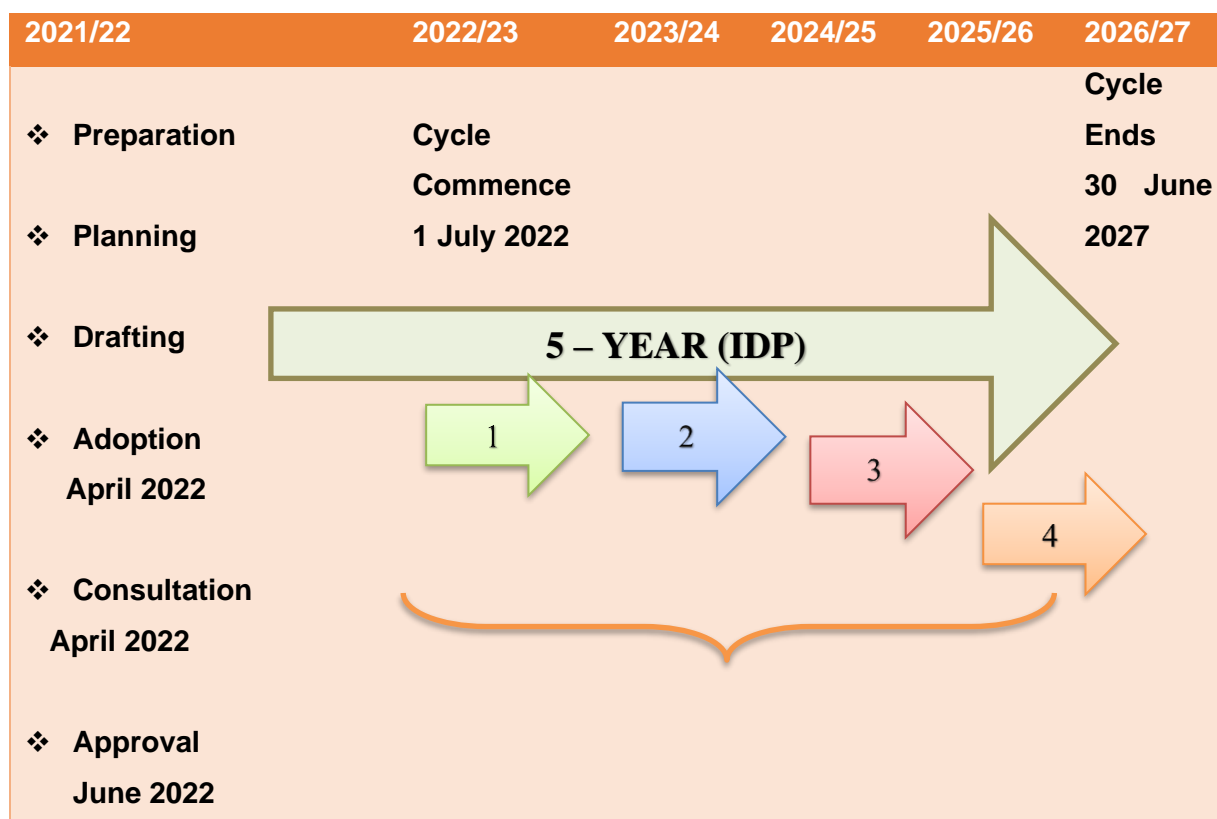 2021/22 2022/23 2023/24 2024/25 2025/26 2026/27
❖ Preparation
❖ Planning
❖ Drafting
❖ Adoption
April 2022
❖ Consultation
April 2022
❖ Approval
June 2022
Cycle
Commence
1 July 2022
Cycle
Ends
30 June
2027
5 – YEAR (IDP)
1
2
3
4